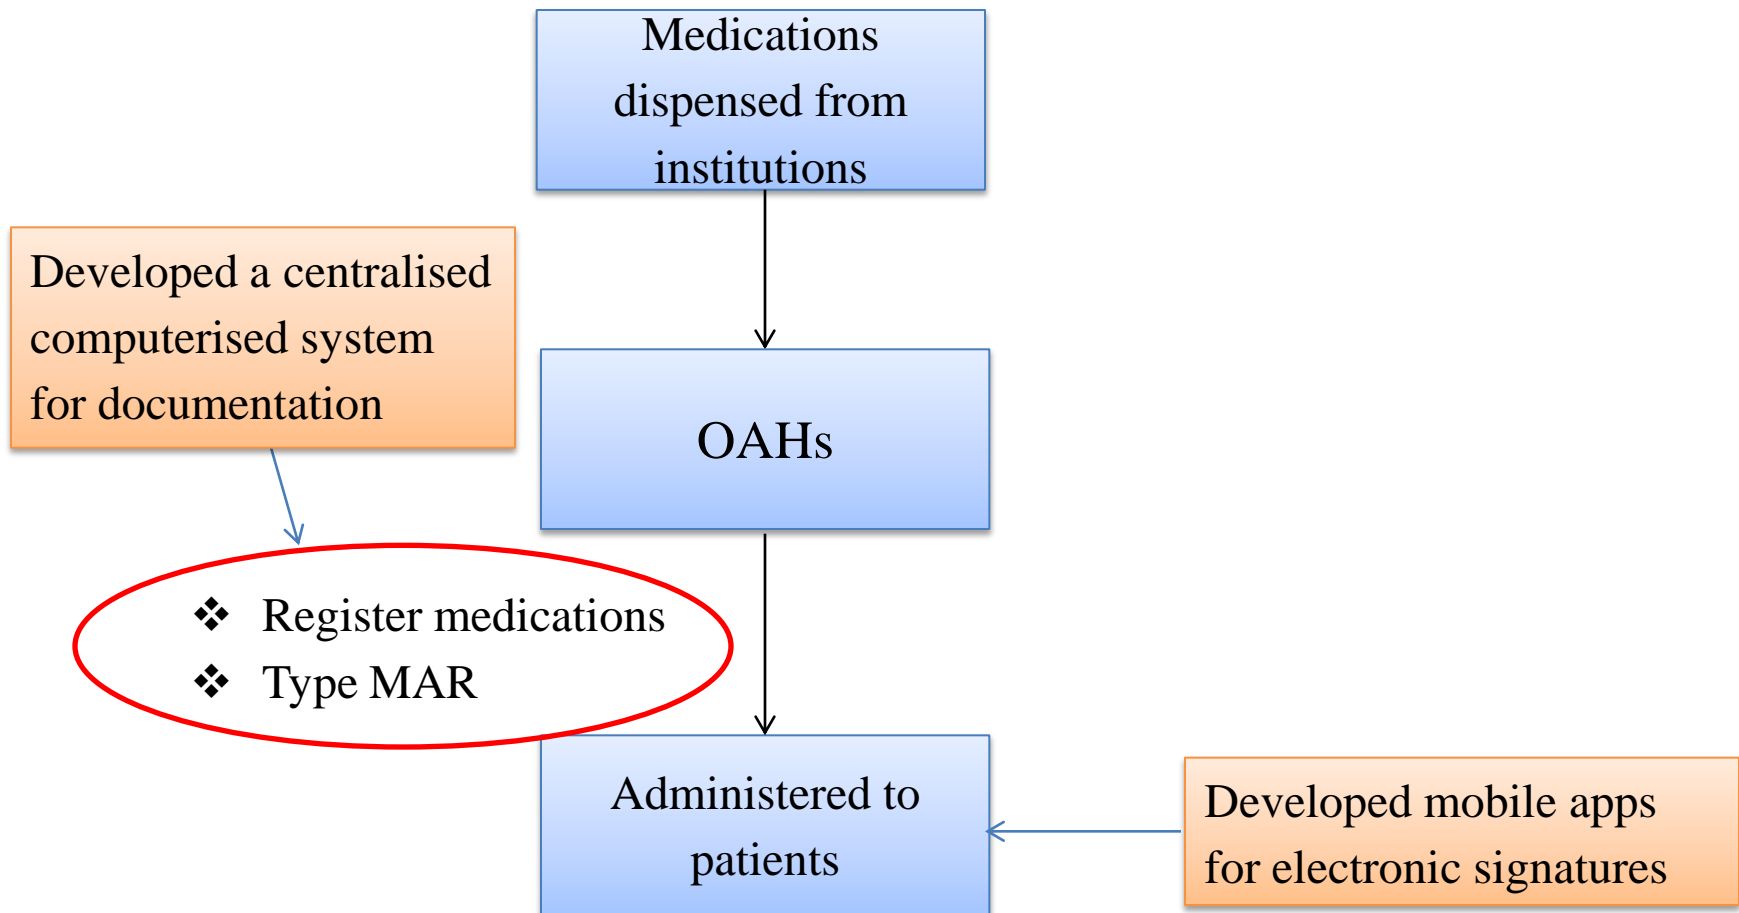 Medications
dispensed from
institutions
Developed a centralised
computerised system
for documentation
OAHs
❖ Register medications
❖ Type MAR
Administered to
patients
Developed mobile apps
for electronic signatures